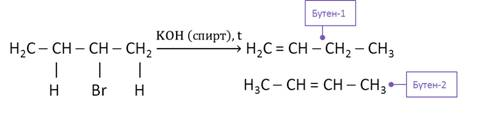 Бутен-1
H₂C – CH – CH – CH₂ KOH (спирт), t H₂C = CH – CH₂ – CH₃
| | |
H Br H
H₃C – CH = CH – CH₃ Бутен-2